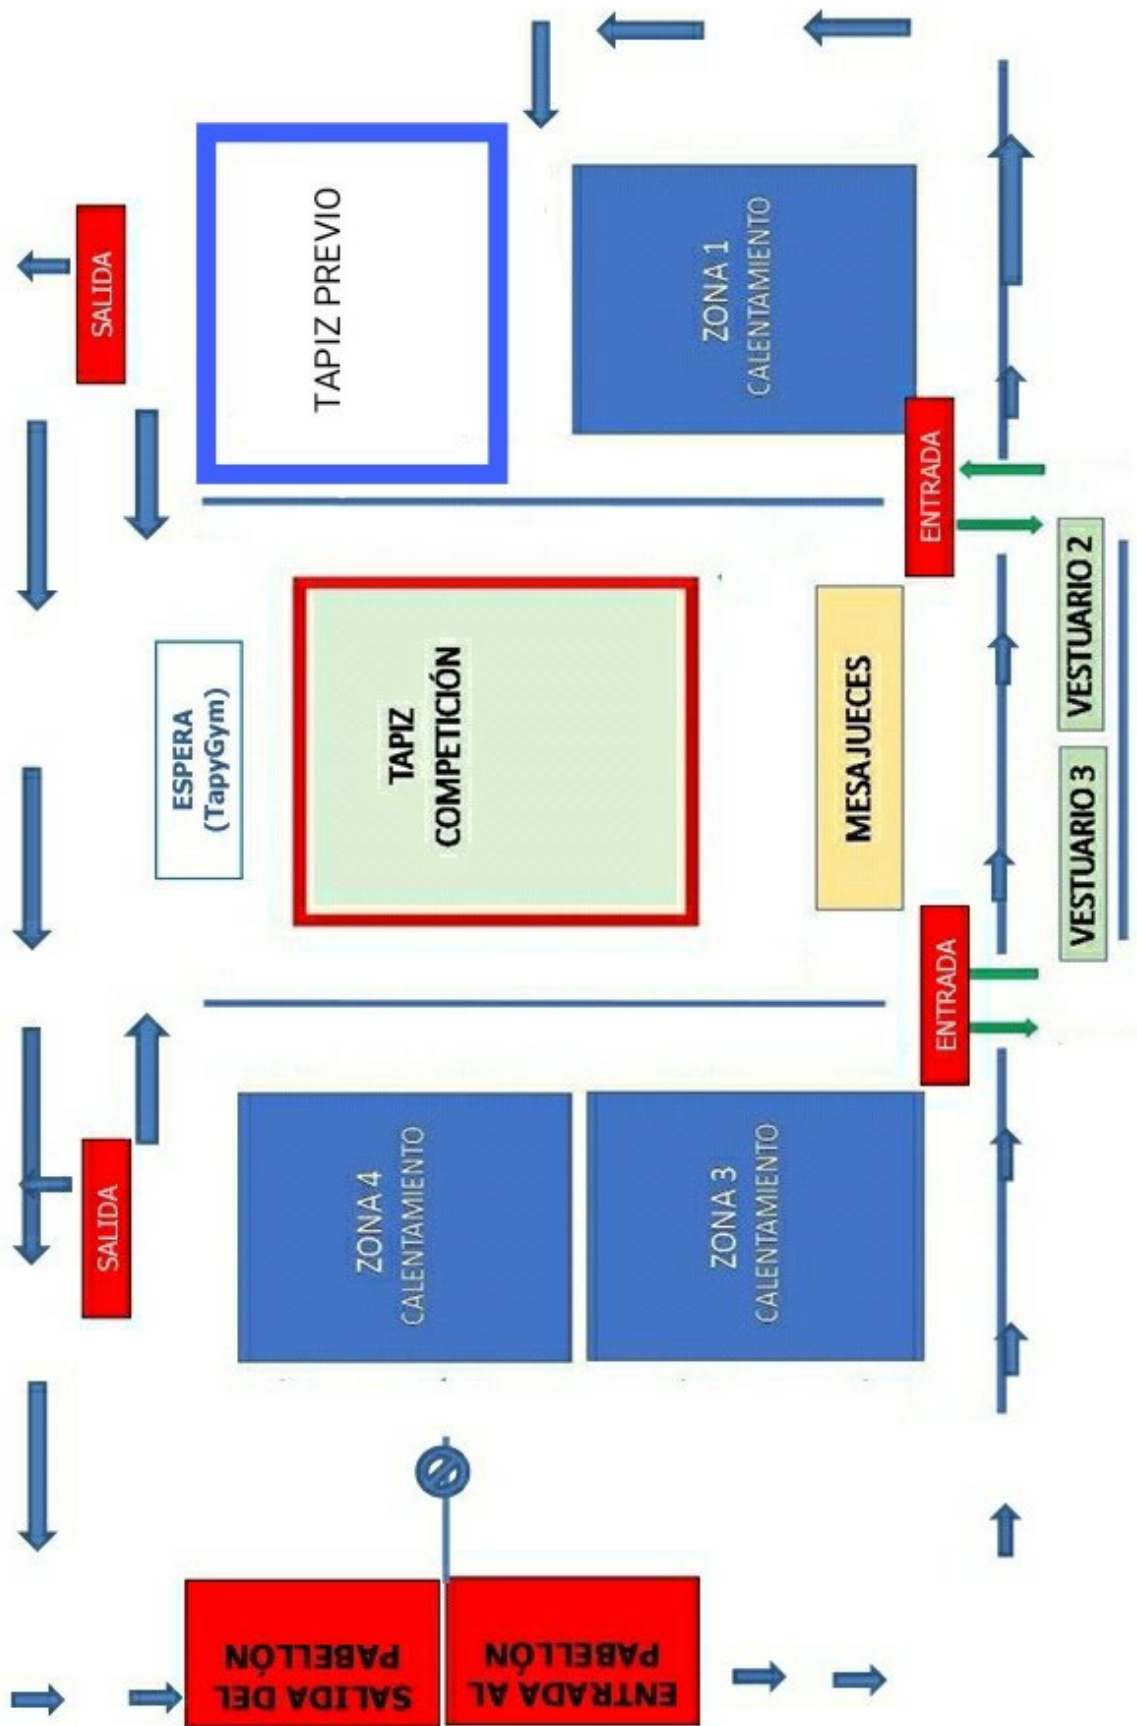 SALIDA
TAPIZ PREVIO
ZONA 1
CALENTAMIENTO
ENTRADA
ESPERA
(TapyGym)
TAPIZ
COMPETICIÓN
MESAJUECES
VESTUARIO 2
VESTUARIO 3
ENTRADA
SALIDA
ZONA 4
CALENTAMIENTO
ZONA 3
CALENTAMIENTO
SALIDA DEL
PABELLÓN
ENTRADA AL
PABELLÓN